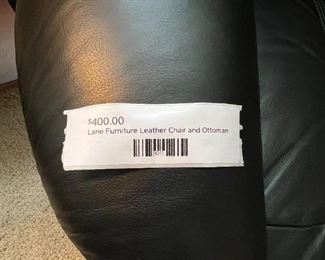 $400.00
Lane Furniture Leather Chair and Ottoman